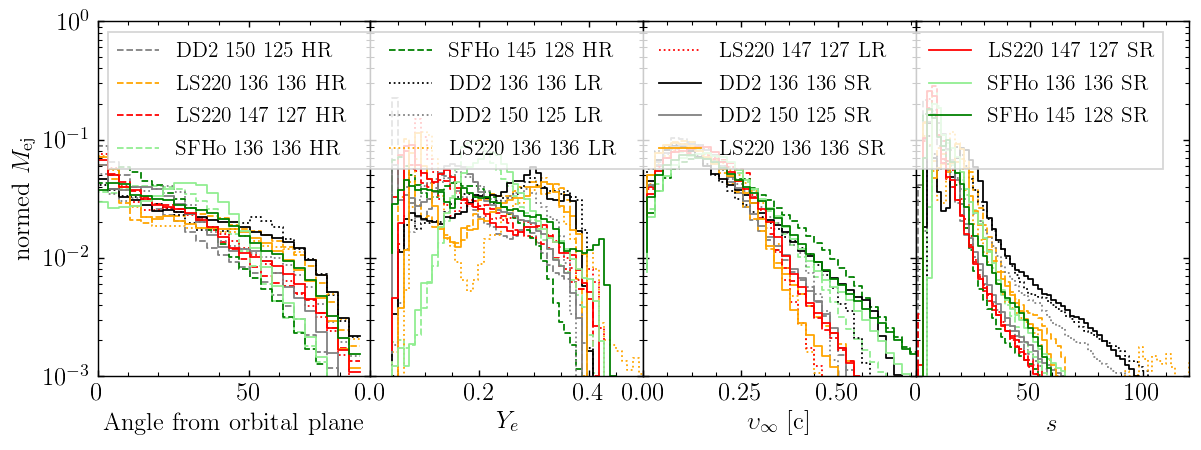 10⁰
10⁻¹
10⁻²
10⁻³
normed M_ej
DD2 150 125 HR
LS220 136 136 HR
LS220 147 127 HR
SFHo 136 136 HR
SFHo 145 128 HR
DD2 136 136 LR
DD2 150 125 LR
LS220 136 136 LR
LS220 147 127 LR
DD2 136 136 SR
DD2 150 125 SR
LS220 136 136 SR
LS220 147 127 SR
SFHo 136 136 SR
SFHo 145 128 SR
0 50 0.0 0.2 0.4 0.00 0.25 0.50 0 50 100
Angle from orbital plane Y_e υ_∞ [c] s